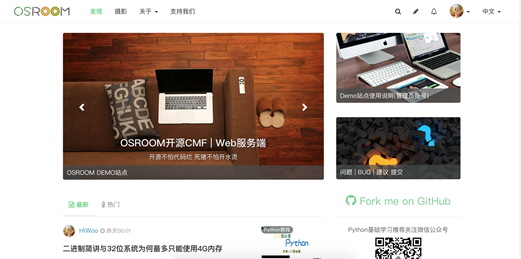 OSROOM 发现 摄影 关于 支持我们 中文
OSROOM开源CMF | Web服务端
开源不怕代码烂 死猪不怕开水烫
OSROOM DEMO站点
Demo站点使用说明(管理员账号)
问题 | BUG | 建议 提交
Fork me on GitHub
最新 热门
HiWoo 昨天00:01
二进制简讲与32位系统为何最多只能使用4G内存
Python教程
Python
Python基础学习推荐关注微信公众号